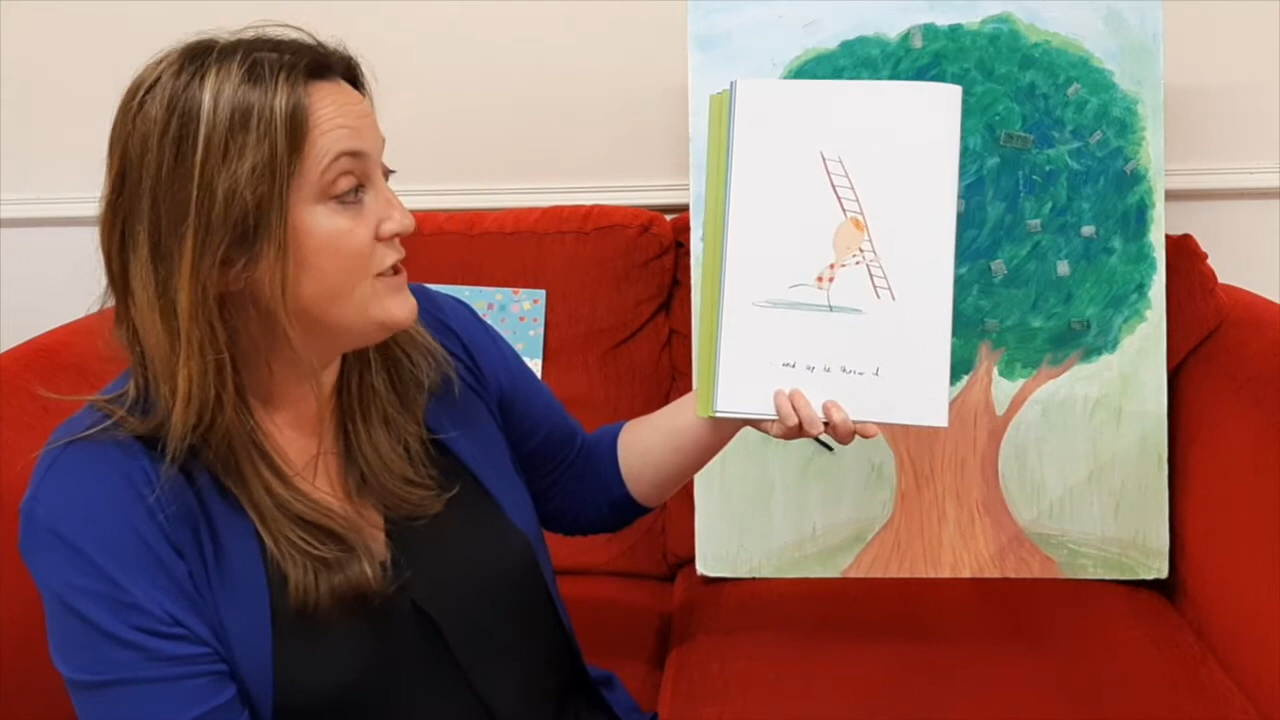 ... and up he threw it.